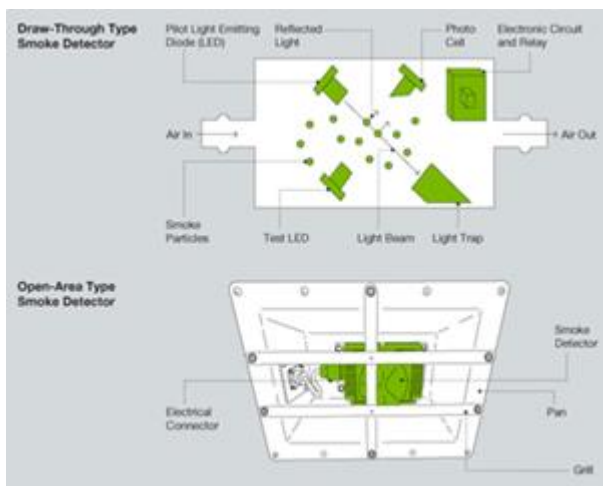 Draw-Through Type
Smoke Detector
Pilot Light Emitting
Diode (LED)
Reflected
Light
Photo
Cell
Electronic Circuit
and Relay
Air In
Air Out
Smoke
Particles
Test LED
Light Beam
Light Trap
Open-Area Type
Smoke Detector
Smoke
Detector
Electrical
Connector
Pan
Grill